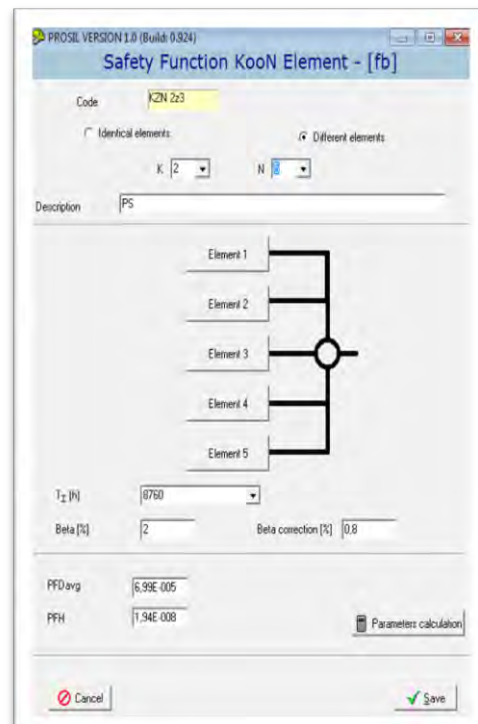 PROSIL VERSION 1.0 (Build: 0.924)
Safety Function KooN Element - [fb]
Code KZN 2z3
Identical elements Different elements
K 2 N
Description PS
Element 1
Element 2
Element 3
Element 4
Element 5
TI [h] 8760
Beta [%] 2 Beta correction [%] 0,8
PFDavg 6,99E-005
PFH 1,94E-008
Parameters calculation
Cancel Save